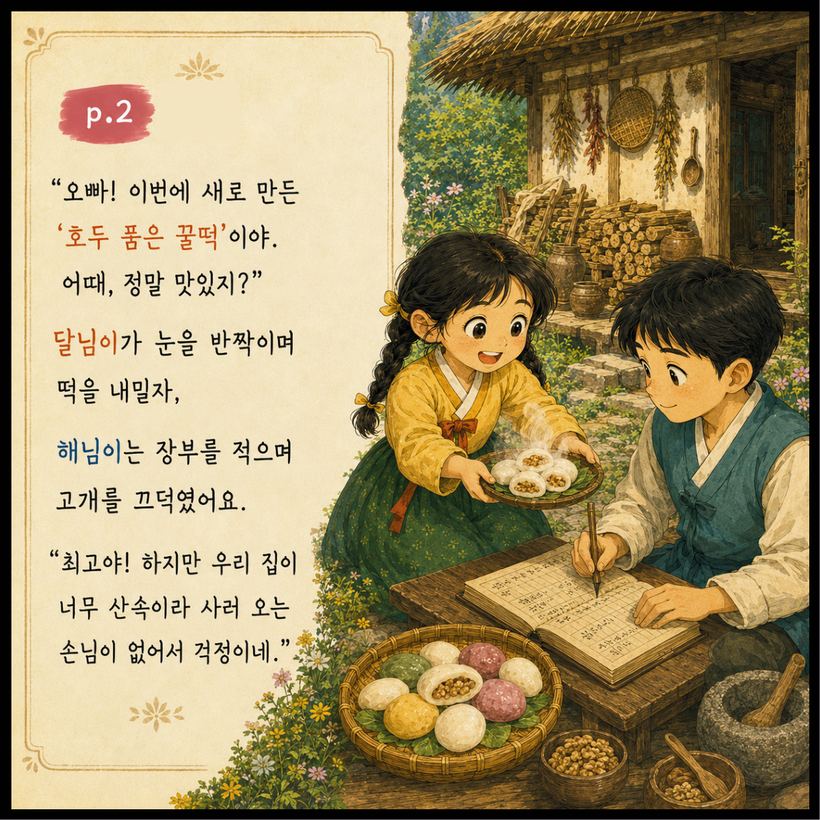 p.2
“오빠! 이번에 새로 만든
‘호두 품은 꿀떡’이야.
어때, 정말 맛있지?”
달님이가 눈을 반짝이며
떡을 내밀자,
해님이는 장부를 적으며
고개를 끄덕였어요.
“최고야! 하지만 우리 집이
너무 산속이라 사러 오는
손님이 없어서 걱정이네.”